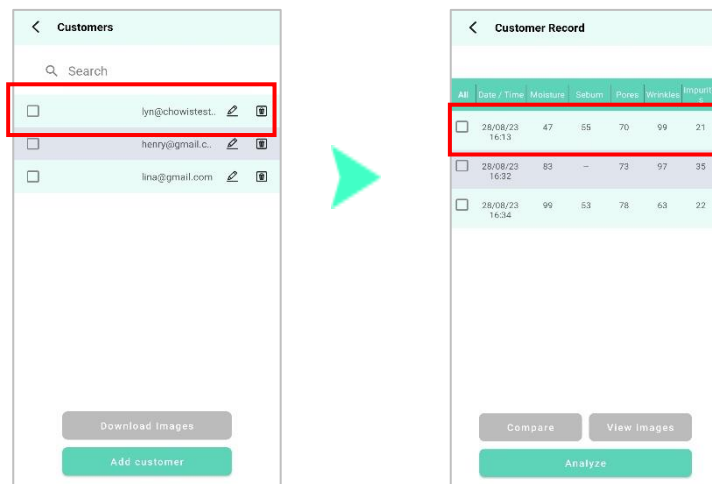 Customers
Search
lyn@chowistest..
henry@gmail.c..
lina@gmail.com
Download Images
Add customer
Customer Record
All Date / Time Moisture Sebum Pores Wrinkles Impurit
s
28/08/23 16:13 47 55 70 99 21
28/08/23 16:32 83 – 73 97 35
28/08/23 16:34 99 53 78 63 22
Compare View Images
Analyze